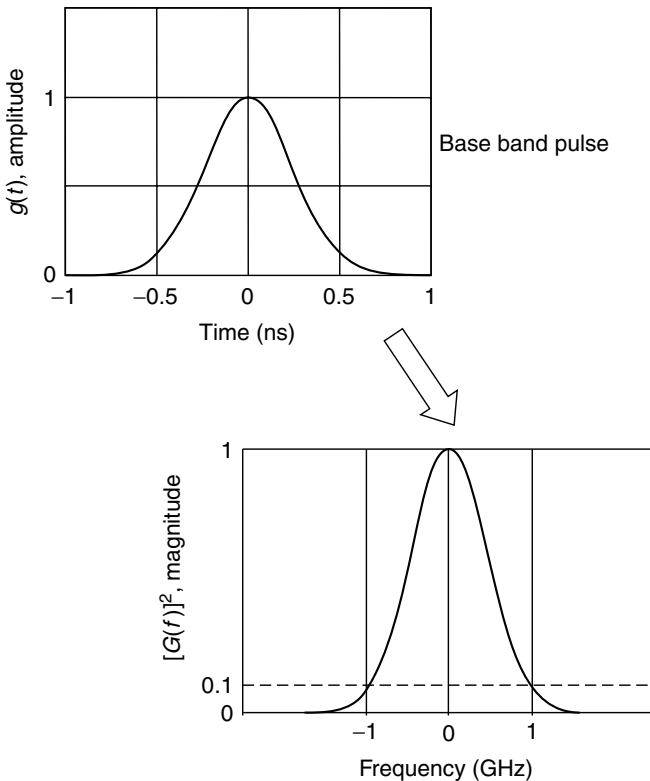 1
g(t), amplitude
Base band pulse
0
−1 −0.5 0 0.5 1
Time (ns)
1
[G(f)]², magnitude
0.1
0
−1 0 1
Frequency (GHz)